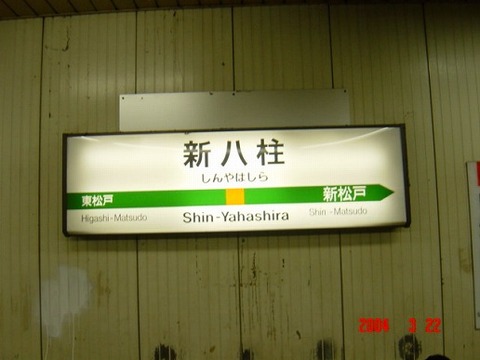 新八柱
しんやはしら
東松戸
新松戸
Higashi-Matsudo
Shin-Yahashira
Shin-Matsudo
2004 3 22